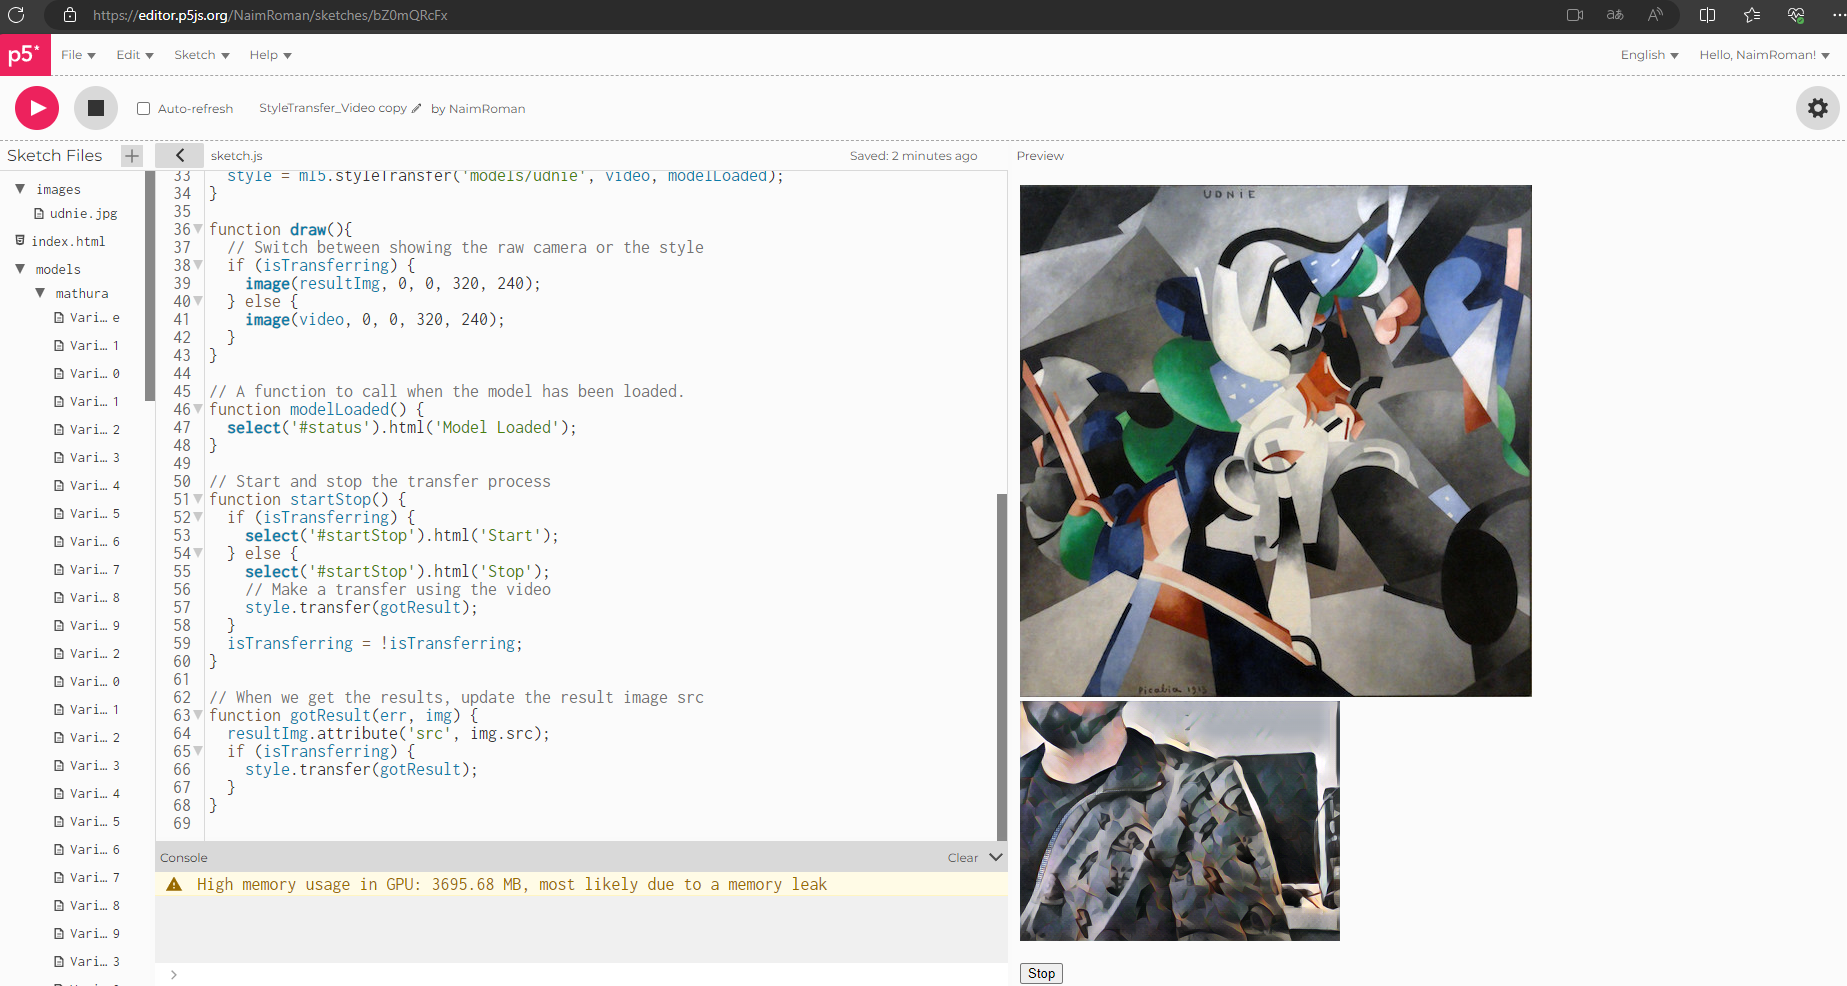 https://editor.p5js.org/NaimRoman/sketches/bZ0mQRcFx
p5*
File
Edit
Sketch
Help
English
Hello, NaimRoman!
Auto-refresh
StyleTransfer_Video copy
by NaimRoman
Sketch Files
sketch.js
Saved: 2 minutes ago
Preview
images
udnie.jpg
index.html
models
mathura
Vari... e
Vari... 1
Vari... 0
Vari... 1
Vari... 2
Vari... 3
Vari... 4
Vari... 5
Vari... 6
Vari... 7
Vari... 8
Vari... 9
Vari... 2
Vari... 0
Vari... 1
Vari... 2
Vari... 3
Vari... 4
Vari... 5
Vari... 6
Vari... 7
Vari... 8
Vari... 9
Vari... 3
33 style = ml5.styleTransfer('models/udnie', video, modelLoaded);
34 }
35
36 function draw(){
37 // Switch between showing the raw camera or the style
38 if (isTransferring) {
39 image(resultImg, 0, 0, 320, 240);
40 } else {
41 image(video, 0, 0, 320, 240);
42 }
43 }
44
45 // A function to call when the model has been loaded.
46 function modelLoaded() {
47 select('#status').html('Model Loaded');
48 }
49
50 // Start and stop the transfer process
51 function startStop() {
52 if (isTransferring) {
53 select('#startStop').html('Start');
54 } else {
55 select('#startStop').html('Stop');
56 // Make a transfer using the video
57 style.transfer(gotResult);
58 }
59 isTransferring = !isTransferring;
60 }
61
62 // When we get the results, update the result image src
63 function gotResult(err, img) {
64 resultImg.attribute('src', img.src);
65 if (isTransferring) {
66 style.transfer(gotResult);
67 }
68 }
69
Console
Clear
High memory usage in GPU: 3695.68 MB, most likely due to a memory leak
>
UDNIE
Picabia 1913
Stop